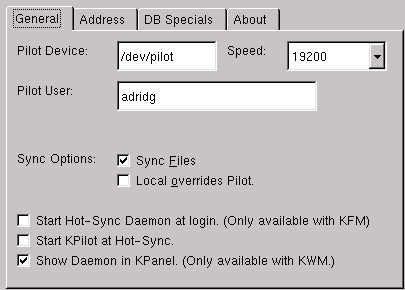 General Address DB Specials About
Pilot Device: /dev/pilot Speed: 19200
Pilot User: adridg
Sync Options: Sync Files
Local overrides Pilot.
Start Hot-Sync Daemon at login. (Only available with KFM)
Start KPilot at Hot-Sync.
Show Daemon in KPanel. (Only available with KWM.)